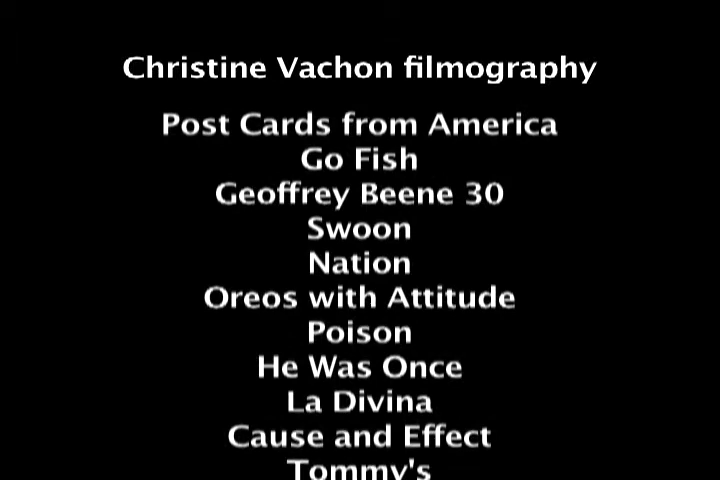 Christine Vachon filmography
Post Cards from America
Go Fish
Geoffrey Beene 30
Swoon
Nation
Oreos with Attitude
Poison
He Was Once
La Divina
Cause and Effect
Tommy's